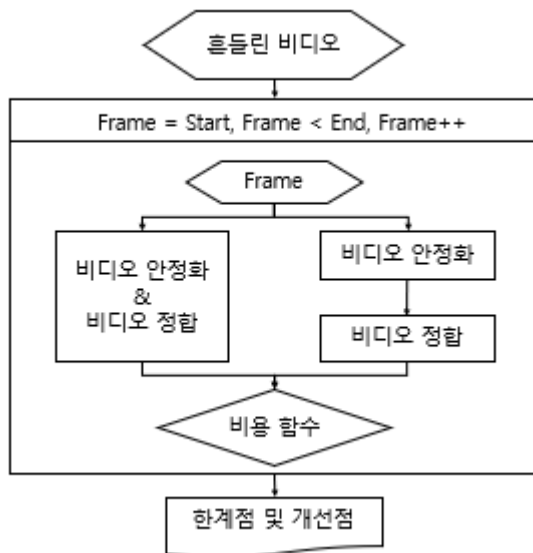 흔들린 비디오
Frame = Start, Frame < End, Frame++
Frame
비디오 안정화
&
비디오 정합
비디오 안정화
비디오 정합
비용 함수
한계점 및 개선점